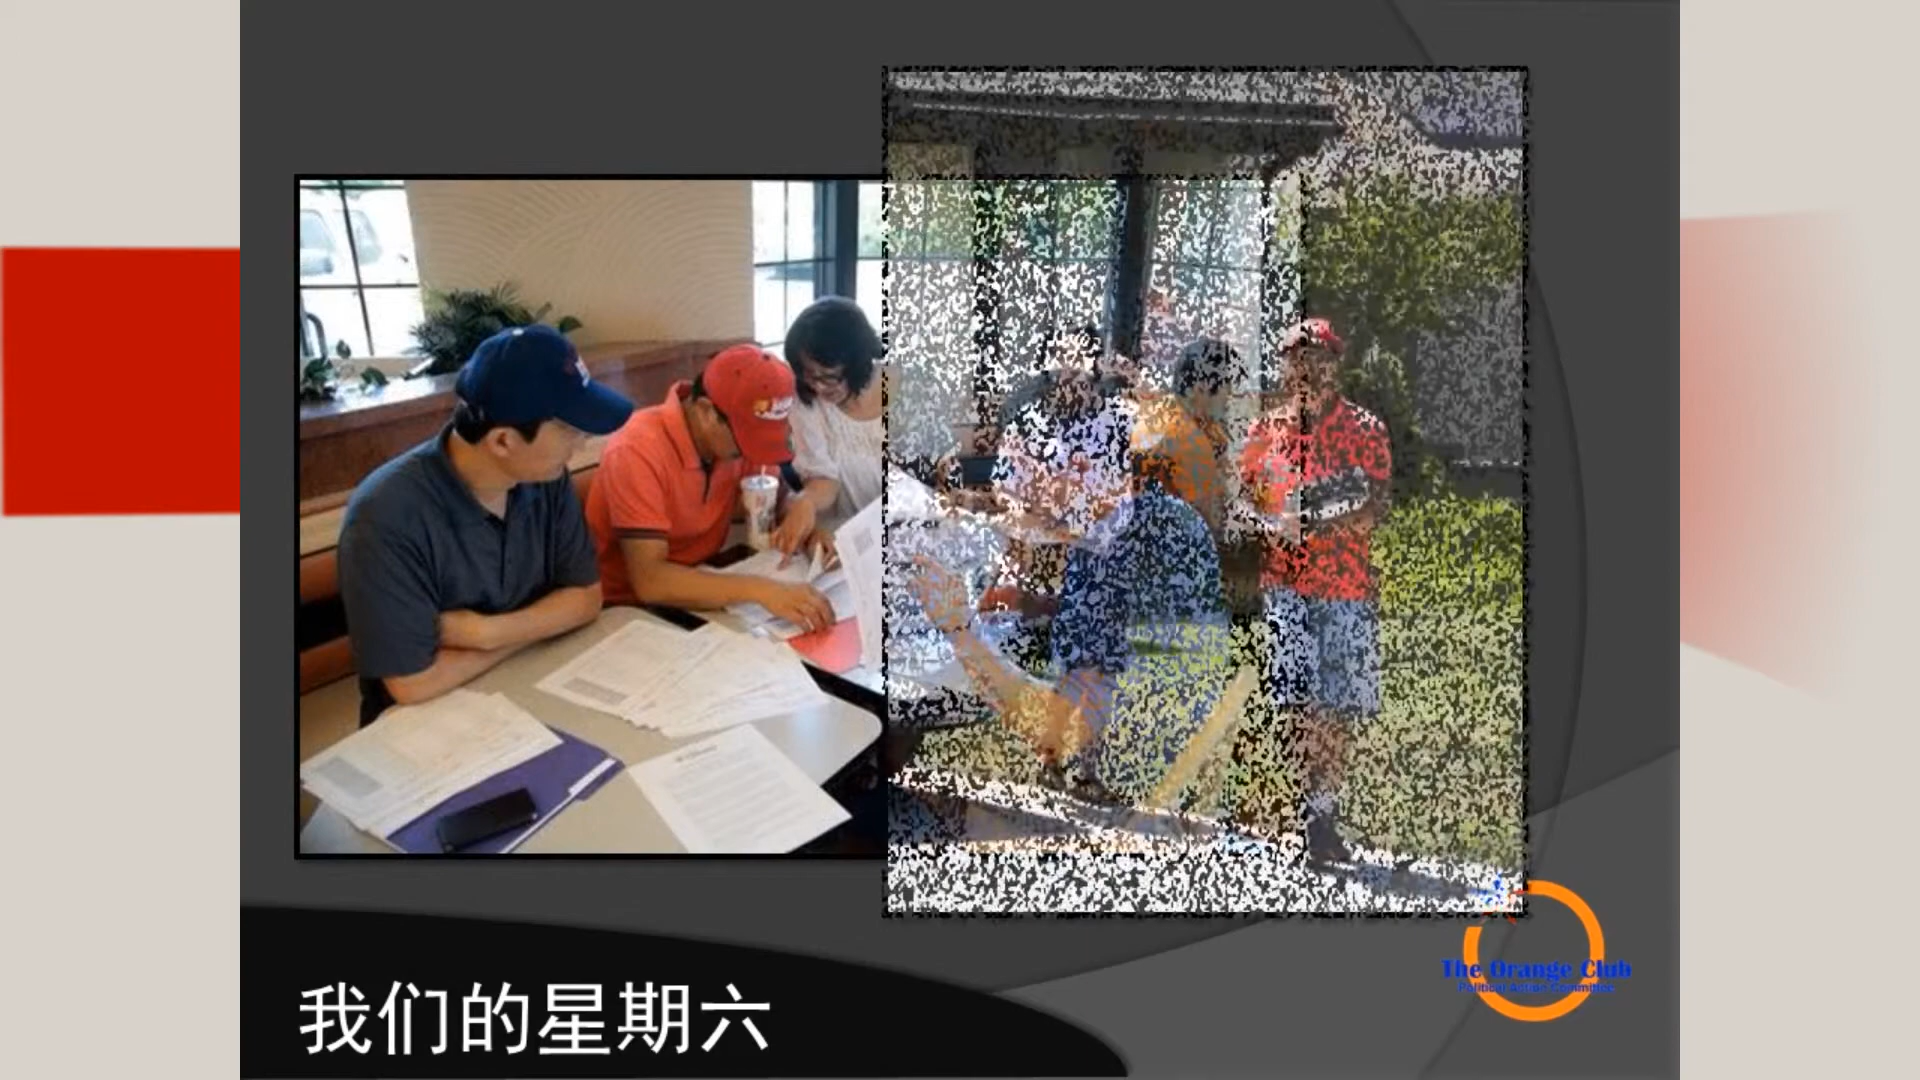 我们的星期六
The Orange Club
Political Action Committee